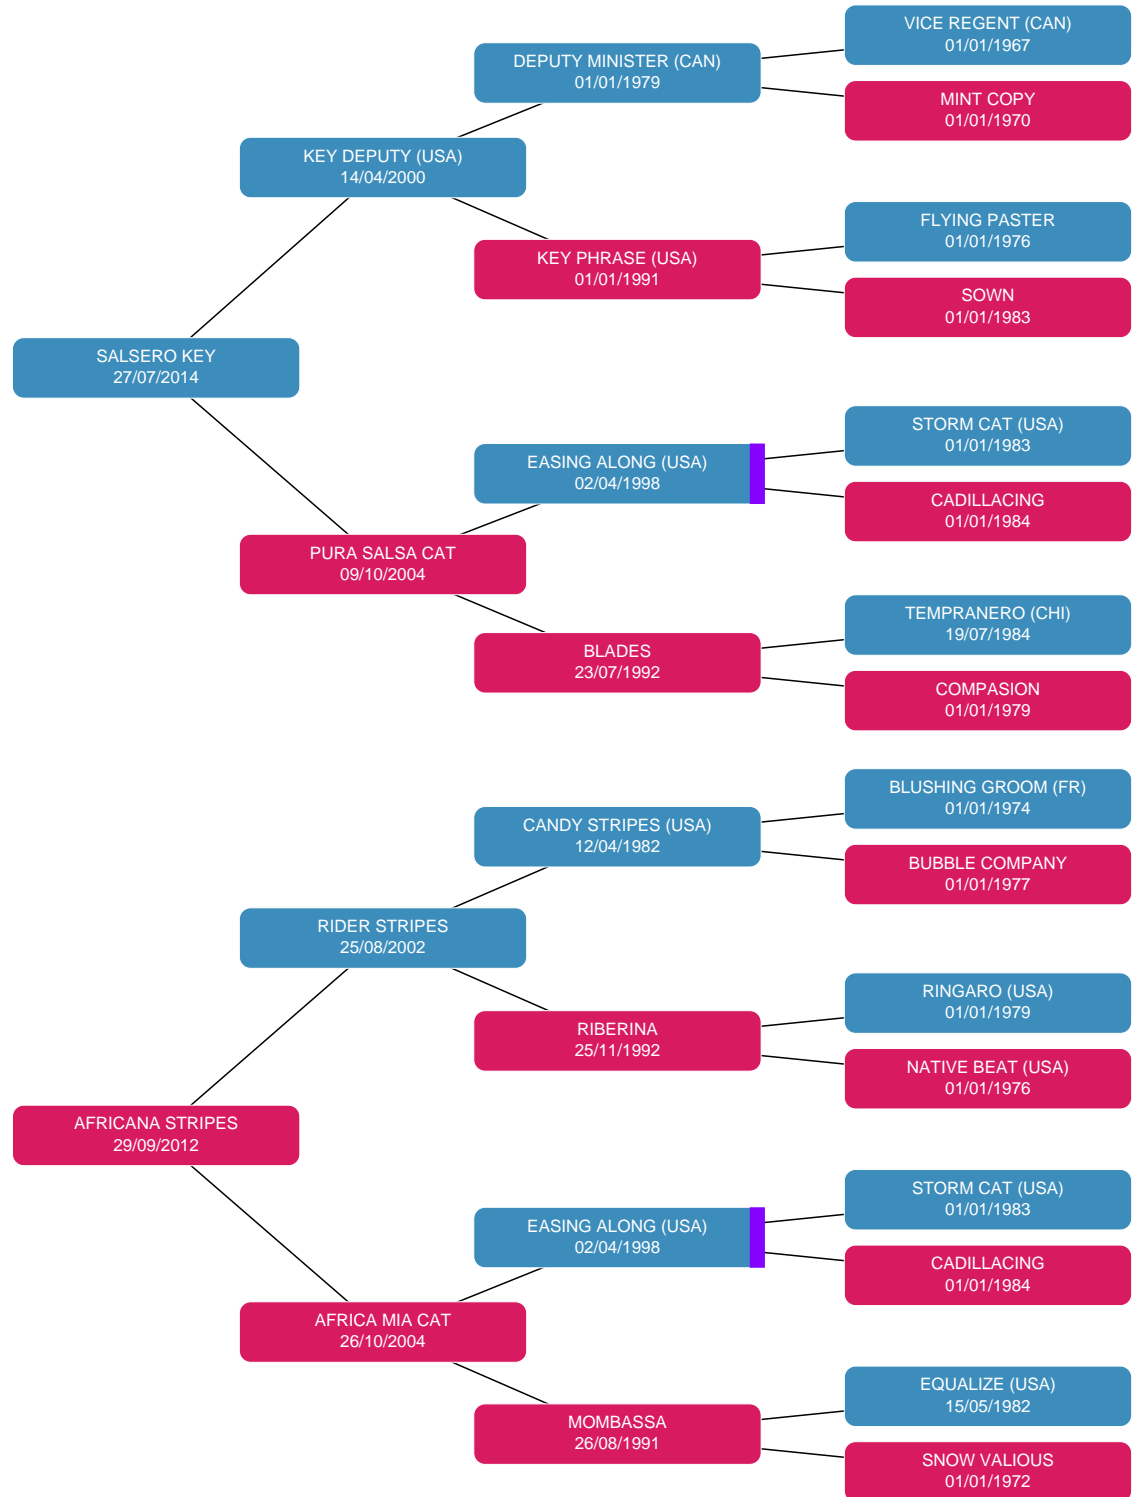 VICE REGENT (CAN)
01/01/1967
DEPUTY MINISTER (CAN)
01/01/1979
MINT COPY
01/01/1970
KEY DEPUTY (USA)
14/04/2000
FLYING PASTER
01/01/1976
KEY PHRASE (USA)
01/01/1991
SOWN
01/01/1983
SALSERO KEY
27/07/2014
STORM CAT (USA)
01/01/1983
EASING ALONG (USA)
02/04/1998
CADILLACING
01/01/1984
PURA SALSA CAT
09/10/2004
TEMPRANERO (CHI)
19/07/1984
BLADES
23/07/1992
COMPASION
01/01/1979
BLUSHING GROOM (FR)
01/01/1974
CANDY STRIPES (USA)
12/04/1982
BUBBLE COMPANY
01/01/1977
RIDER STRIPES
25/08/2002
RINGARO (USA)
01/01/1979
RIBERINA
25/11/1992
NATIVE BEAT (USA)
01/01/1976
AFRICANA STRIPES
29/09/2012
STORM CAT (USA)
01/01/1983
EASING ALONG (USA)
02/04/1998
CADILLACING
01/01/1984
AFRICA MIA CAT
26/10/2004
EQUALIZE (USA)
15/05/1982
MOMBASSA
26/08/1991
SNOW VALIOUS
01/01/1972